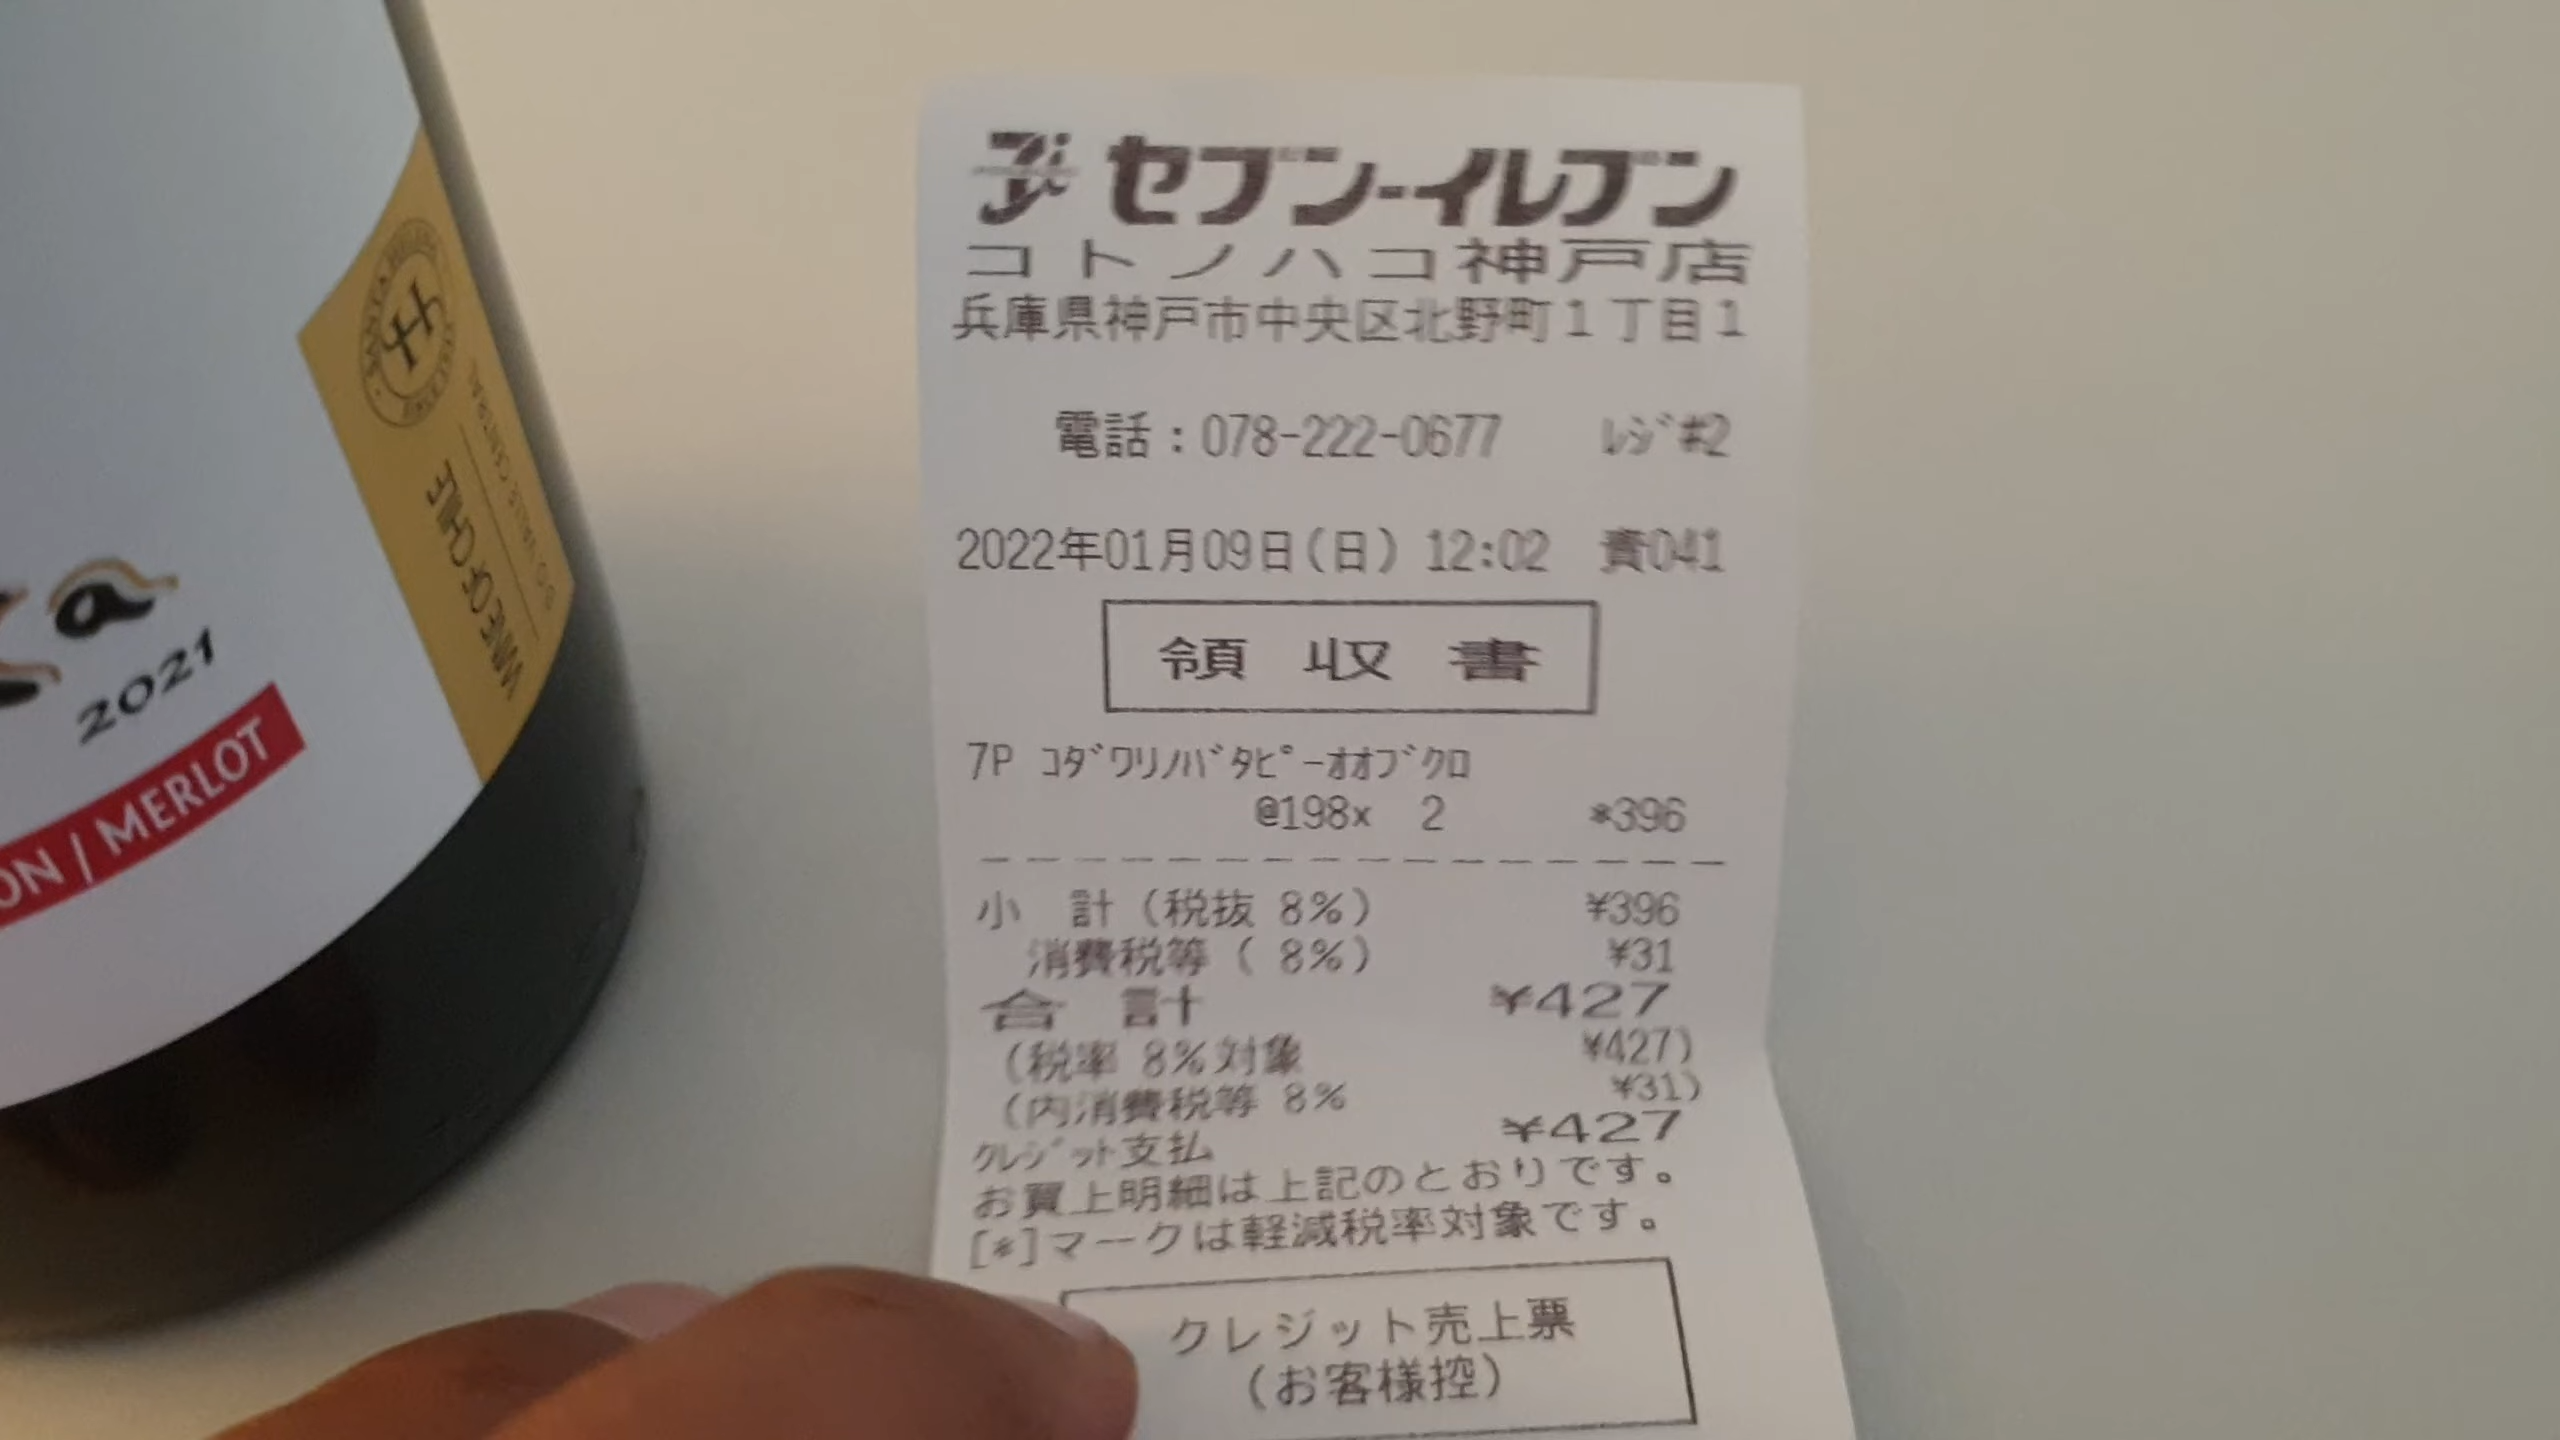 a
2021
ON / MERLOT
WINE OF CHILE
D.O. VALLE CENTRAL
セブン-イレブン
コトノハコ神戸店
兵庫県神戸市中央区北野町1丁目1
電話：078-222-0677 ﾚｼﾞ#2
2022年01月09日(日) 12:02 責041
領 収 書
7P ｺﾀﾞﾜﾘﾉﾊﾞﾀﾋﾟｰｵｵﾌﾞｸﾛ
@198x 2 *396
小 計（税抜 8%） ¥396
消費税等（ 8%） ¥31
合 計 ¥427
（税率 8%対象 ¥427）
（内消費税等 8% ¥31）
ｸﾚｼﾞｯﾄ支払 ¥427
お買上明細は上記のとおりです。
[*]マークは軽減税率対象です。
クレジット売上票
（お客様控）